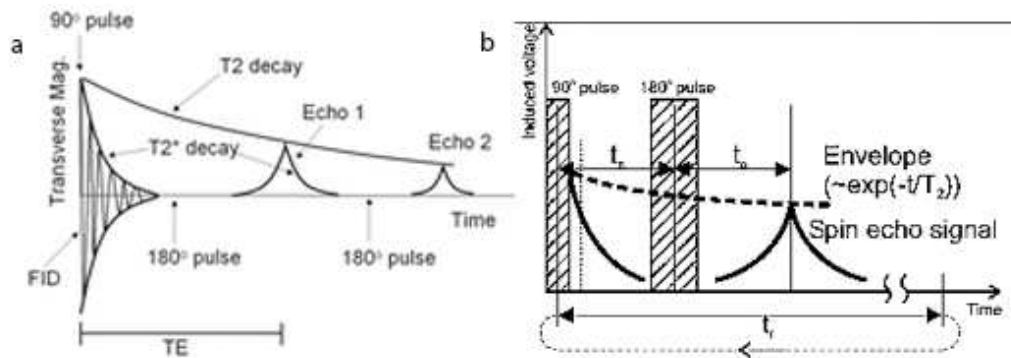 a
90° pulse
Transverse Mag.
T2 decay
Echo 1
Echo 2
T2* decay
Time
180° pulse
180° pulse
FID
TE
b
Induced voltage
90° pulse
180° pulse
Envelope
(~exp(-t/T₂))
Spin echo signal
Time